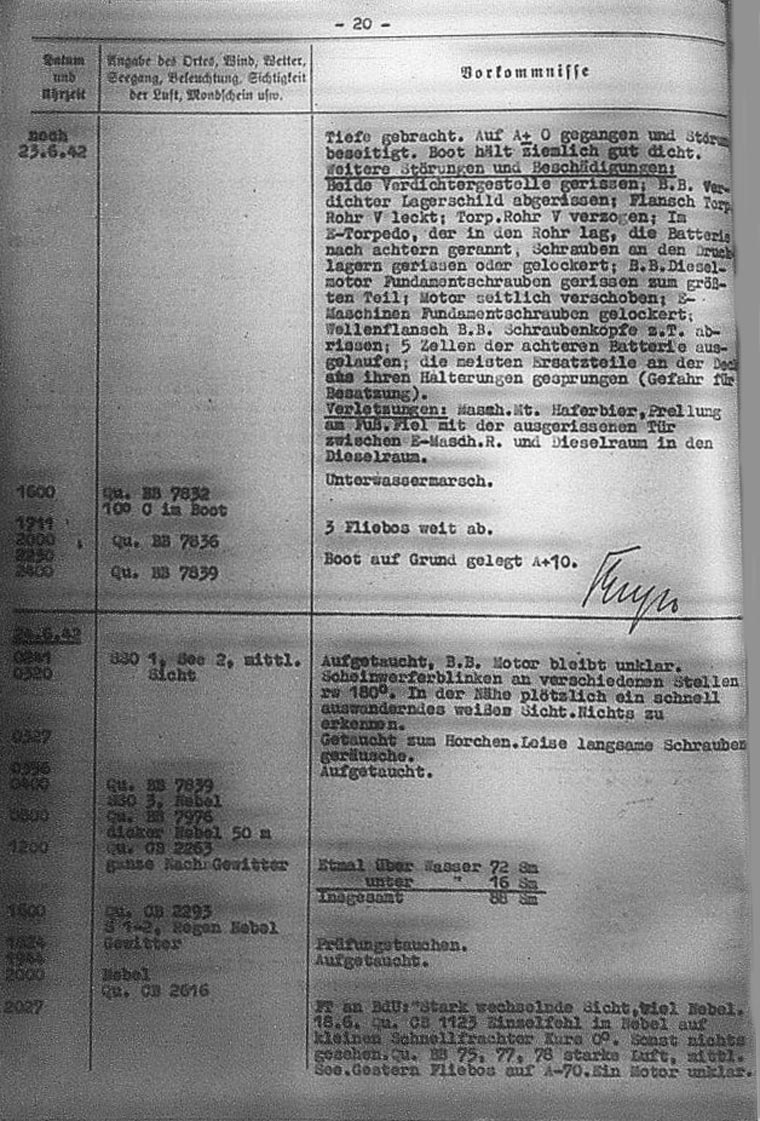 - 20 -
Datum
und
Uhrzeit
Angabe des Ortes, Wind, Wetter,
Seegang, Beleuchtung, Sichtigkeit
der Luft, Mondschein usw.
Vorkommnisse
noch
23.6.42
Tiefe gebracht. Auf A+ O gegangen und Störun
beseitigt. Boot hält ziemlich gut dicht.
Weitere Störungen und Beschädigungen:
Beide Verdichtergestelle gerissen; B.B. Ver-
dichter Lagerschild abgerissen; Flansch Torp.
Rohr V leckt; Torp.Rohr V verzogen; Im
E-Torpedo, der in den Rohr lag, die Batterie
nach achtern gerannt, Schrauben an den Druck
lagern gerissen oder gelockert; B.B.Diesel-
motor Fundamentschrauben gerissen zum größ-
ten Teil; Motor seitlich verschoben; E-
Maschinen Fundamentschrauben gelockert;
Wellenflansch B.B. Schraubenköpfe z.T. ab-
rissen; 5 Zellen der achteren Batterie aus-
gelaufen; die meisten Ersatzteile an der Deck
aus ihren Halterungen gesprungen (Gefahr für
Besatzung).
Verletzungen: Masch.Mt. Haferbier,Prellung
am Fuß.Fiel mit der ausgerissenen Tür
zwischen E-Masch.R. und Dieselraum in den
Dieselraum.
1600 Qu. BB 7832 Unterwassermarsch.
10° C im Boot
1711 3 Fliebos weit ab.
2000 Qu. BB 7836
2230 Boot auf Grund gelegt A+10.
2400 Qu. BB 7839
24.6.42
0241 SSO 1, See 2, mittl. Aufgetaucht, B.B. Motor bleibt unklar.
0320 Sicht Scheinwerferblinken an verschiedenen Stellen
rw 180°. In der Nähe plötzlich ein schnell
auswanderndes weißes Licht.Nichts zu
erkennen.
0327 Getaucht zum Horchen.Leise langsame Schrauben
geräusche.
0356 Aufgetaucht.
0400 Qu. BB 7839
SSO 3, Nebel
0800 Qu. BB 7976
dicker Nebel 50 m
1200 Qu. CB 2263
ganze Nach Gewitter Etmal über Wasser 72 Sm
unter " 16 Sm
Insgesamt 88 Sm
1600 Qu. CB 2293
S 1-2, Regen Nebel
1824 Gewitter Prüfungstauchen.
1944 Aufgetaucht.
2000 Nebel
Qu. CB 2616
2027 FT an BdU:"Stark wechselnde Sicht,viel Nebel.
18.6. Qu. CB 1123 Einzelfehl im Nebel auf
kleinen Schnellfrachter Kurs 0°. Sonst nichts
gesehen.Qu. BB 75, 77, 78 starke Luft, mittl.
See.Gestern Fliebos auf A-70.Ein Motor unklar.